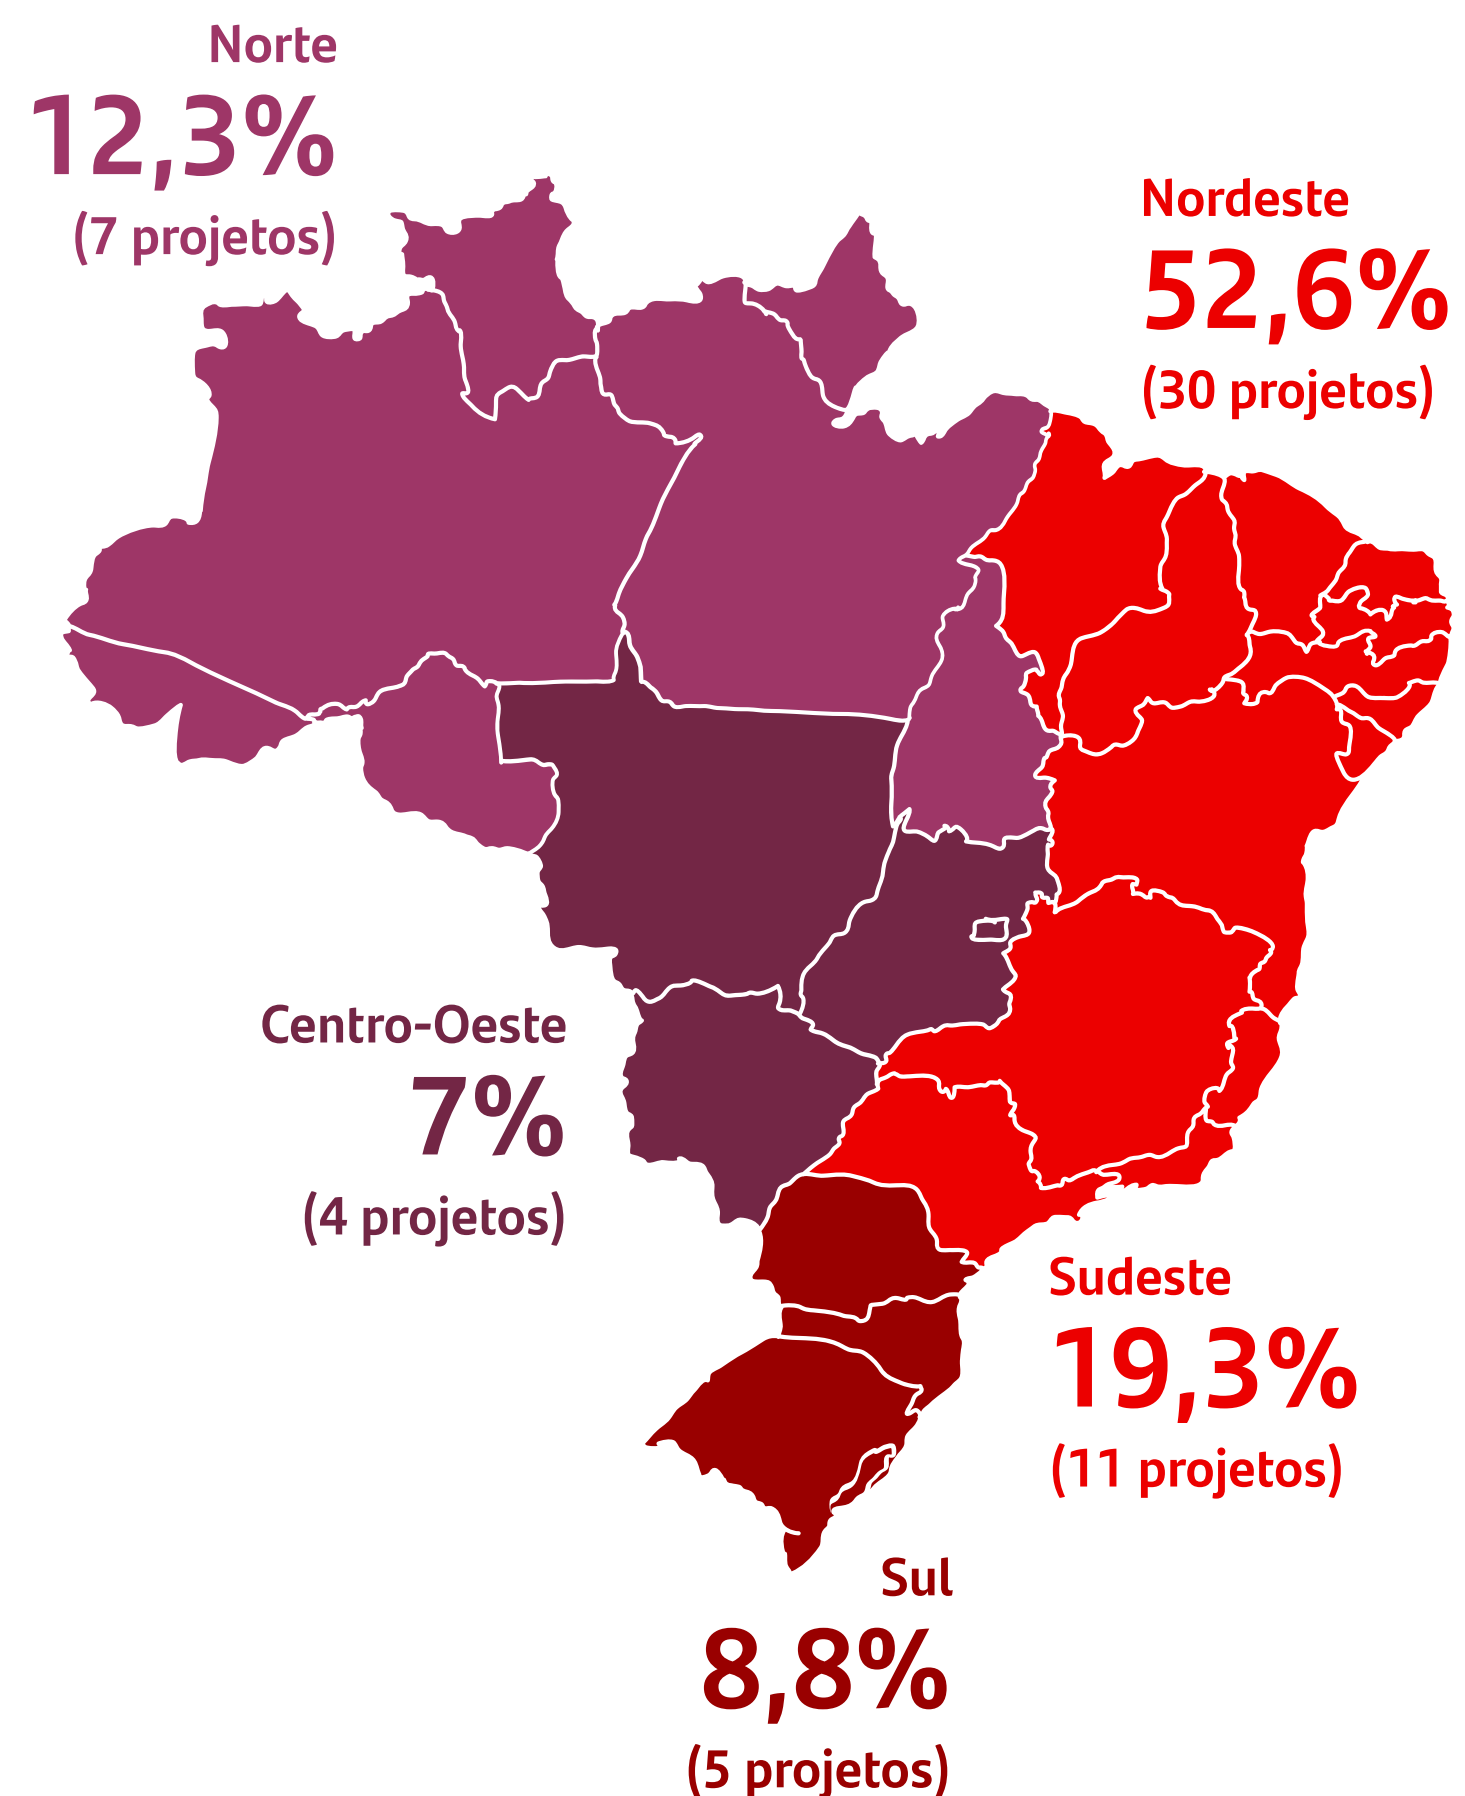 Norte
12,3%
(7 projetos)
Nordeste
52,6%
(30 projetos)
Centro-Oeste
7%
(4 projetos)
Sudeste
19,3%
(11 projetos)
Sul
8,8%
(5 projetos)